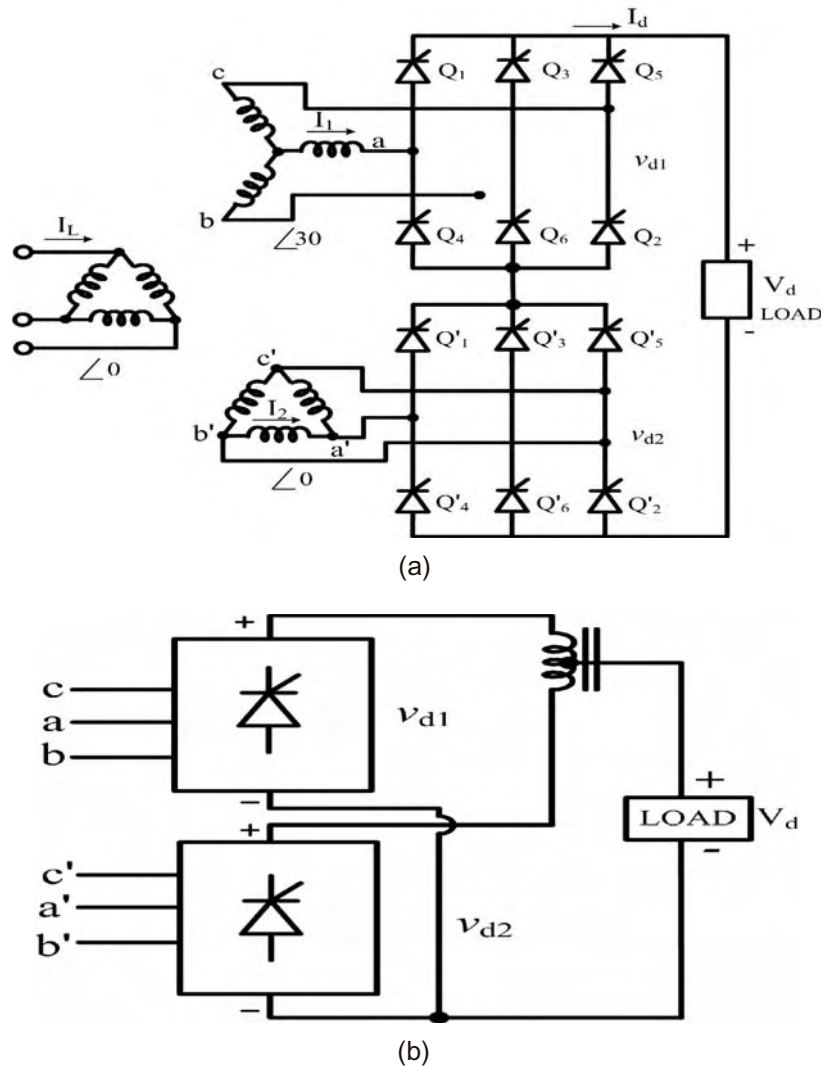 I_d
c
Q_1
Q_3
Q_5
I_1
a
v_d1
b
∠30
Q_4
Q_6
Q_2
I_L
+
V_d
LOAD
-
∠0
Q'_1
Q'_3
Q'_5
c'
I_2
b'
a'
v_d2
∠0
Q'_4
Q'_6
Q'_2
(a)
+
c
a
b
v_d1
−
+
+
LOAD
V_d
-
c'
a'
b'
v_d2
−
(b)